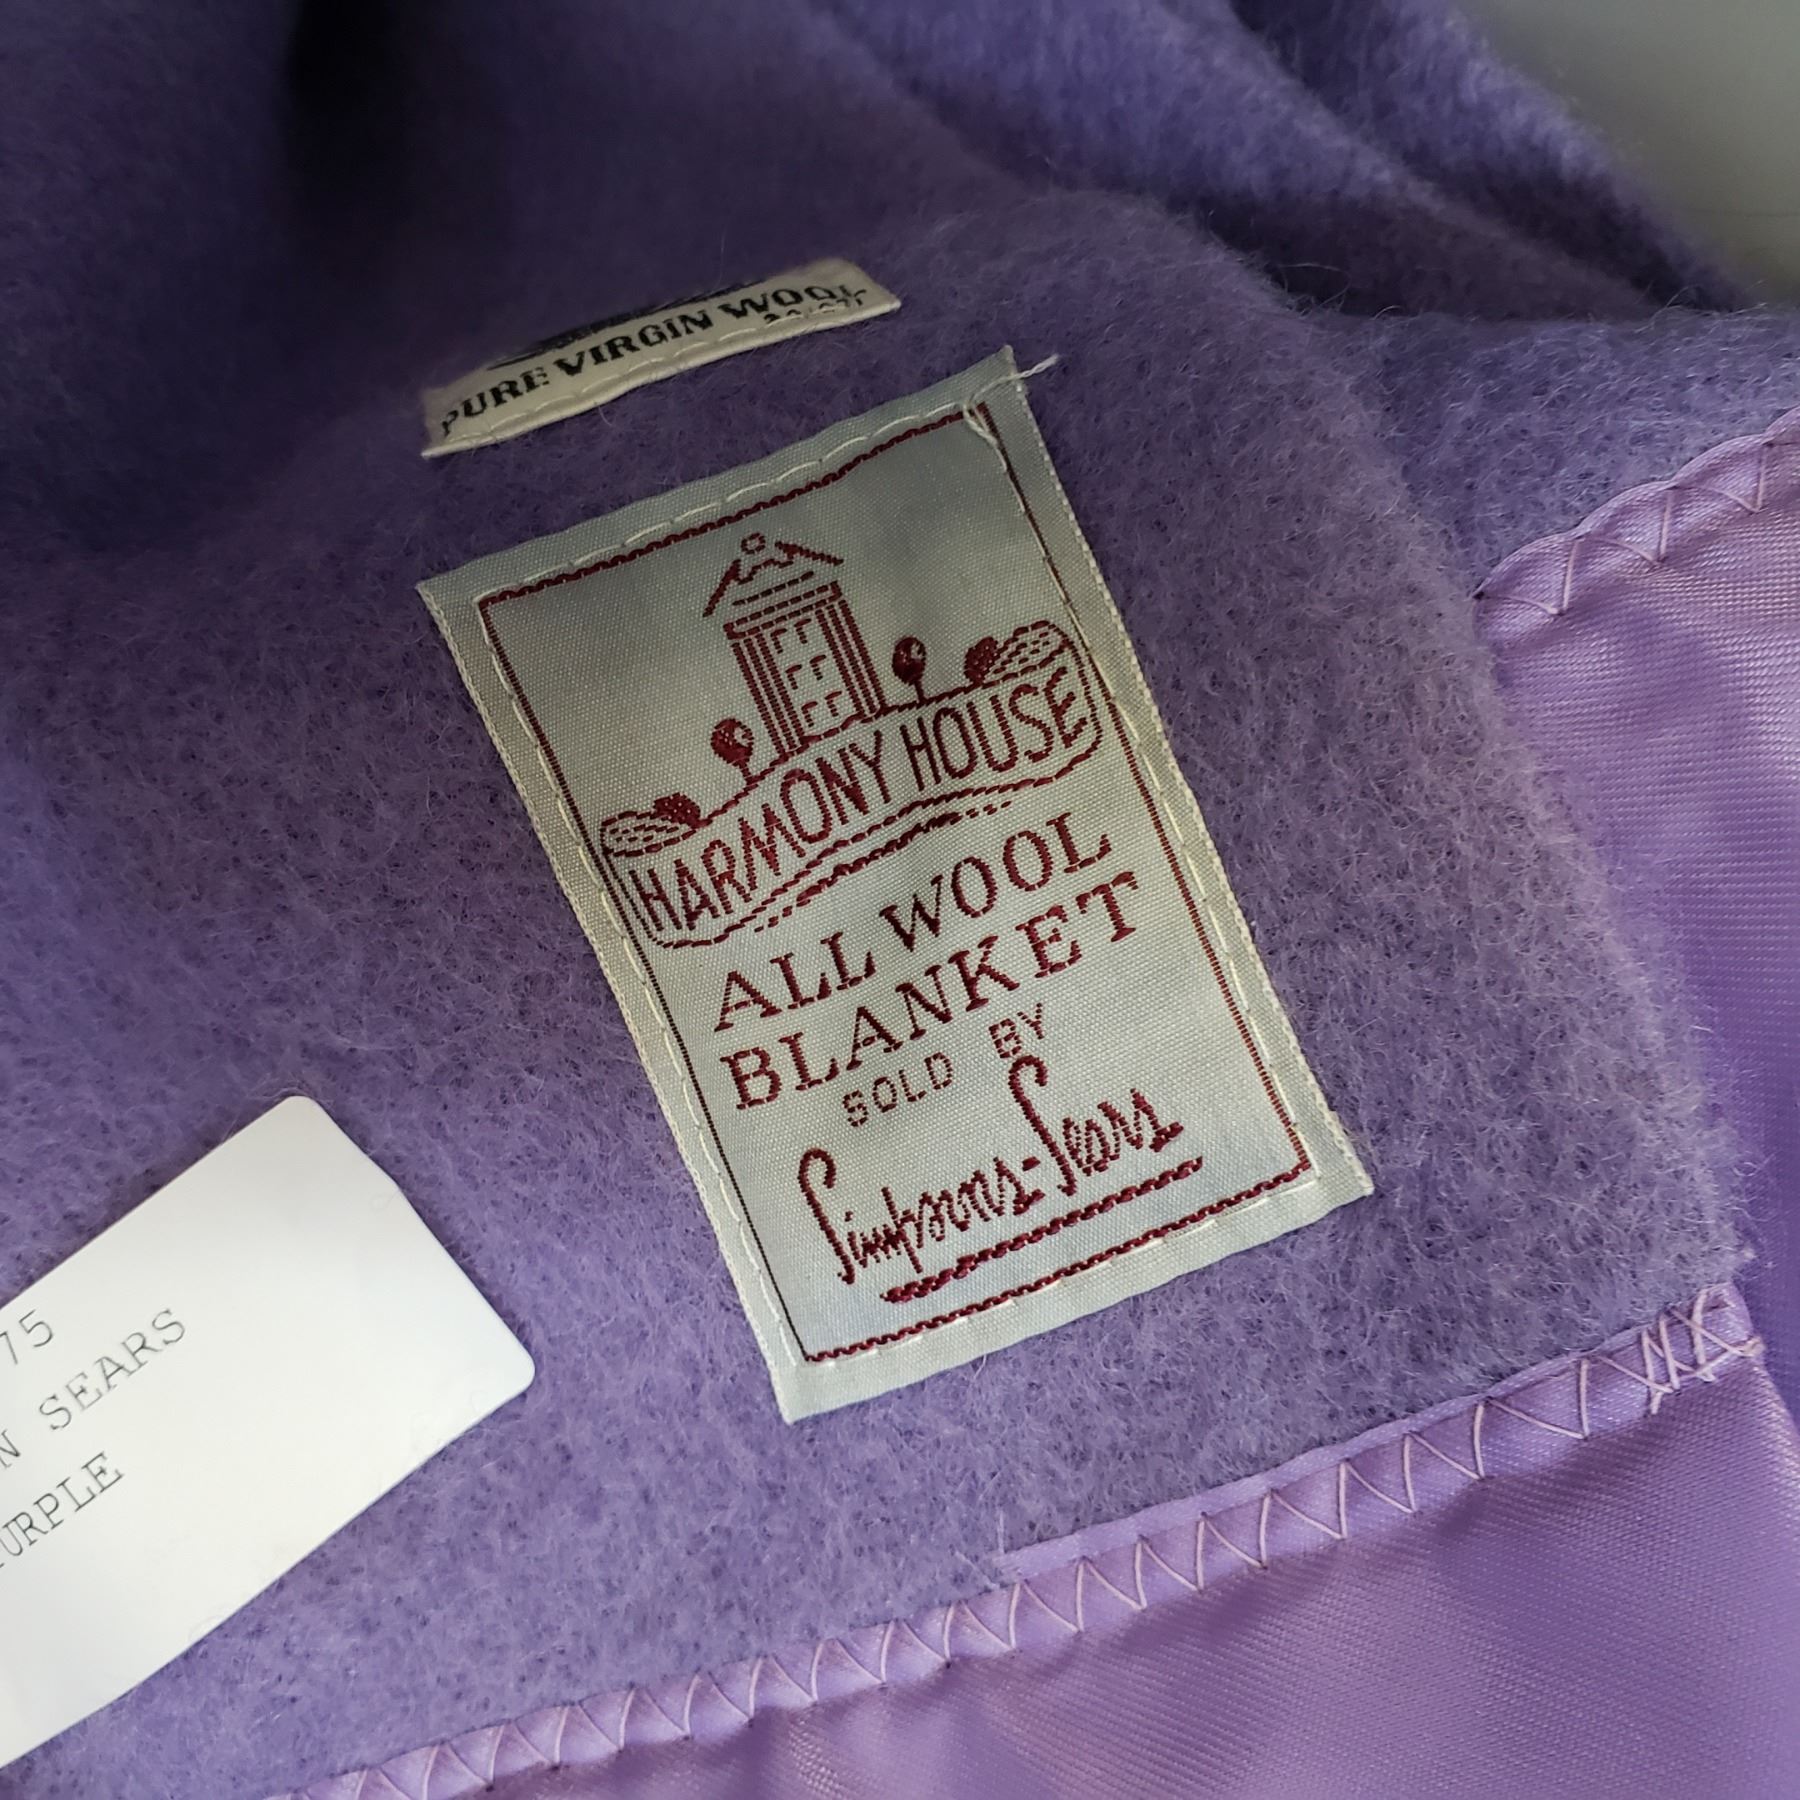 PURE VIRGIN WOOL
HARMONY HOUSE
ALL WOOL
BLANKET
SOLD BY
Simpsons-Sears
75
N SEARS
URPLE